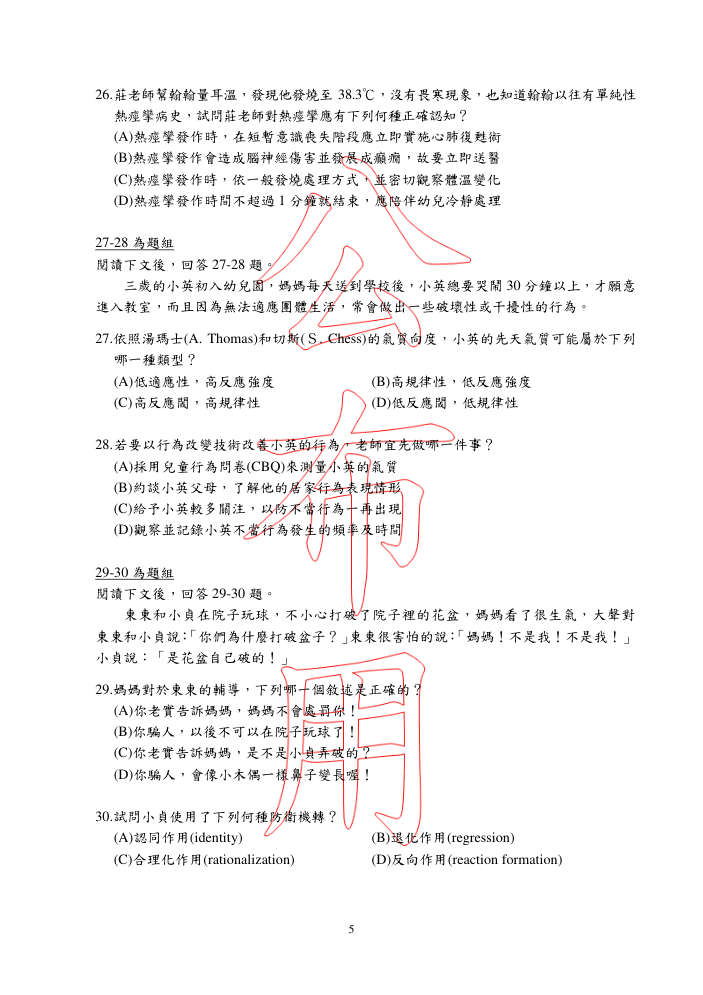 26.莊老師幫翰翰量耳溫，發現他發燒至 38.3℃，沒有畏寒現象，也知道翰翰以往有單純性
熱痙攣病史，試問莊老師對熱痙攣應有下列何種正確認知？
(A)熱痙攣發作時，在短暫意識喪失階段應立即實施心肺復甦術
(B)熱痙攣發作會造成腦神經傷害並發展成癲癇，故要立即送醫
(C)熱痙攣發作時，依一般發燒處理方式，並密切觀察體溫變化
(D)熱痙攣發作時間不超過 1 分鐘就結束，應陪伴幼兒冷靜處理
27-28 為題組
閱讀下文後，回答 27-28 題。
三歲的小英初入幼兒園，媽媽每天送到學校後，小英總要哭鬧 30 分鐘以上，才願意
進入教室，而且因為無法適應團體生活，常會做出一些破壞性或干擾性的行為。
27.依照湯瑪士(A. Thomas)和切斯(Ｓ. Chess)的氣質向度，小英的先天氣質可能屬於下列
哪一種類型？
(A)低適應性，高反應強度 (B)高規律性，低反應強度
(C)高反應閾，高規律性 (D)低反應閾，低規律性
28.若要以行為改變技術改善小英的行為，老師宜先做哪一件事？
(A)採用兒童行為問卷(CBQ)來測量小英的氣質
(B)約談小英父母，了解他的居家行為表現情形
(C)給予小英較多關注，以防不當行為一再出現
(D)觀察並記錄小英不當行為發生的頻率及時間
29-30 為題組
閱讀下文後，回答 29-30 題。
東東和小貞在院子玩球，不小心打破了院子裡的花盆，媽媽看了很生氣，大聲對
東東和小貞說：「你們為什麼打破盆子？」東東很害怕的說：「媽媽！不是我！不是我！」
小貞說：「是花盆自己破的！」
29.媽媽對於東東的輔導，下列哪一個敘述是正確的？
(A)你老實告訴媽媽，媽媽不會處罰你！
(B)你騙人，以後不可以在院子玩球了！
(C)你老實告訴媽媽，是不是小貞弄破的？
(D)你騙人，會像小木偶一樣鼻子變長喔！
30.試問小貞使用了下列何種防衛機轉？
(A)認同作用(identity) (B)退化作用(regression)
(C)合理化作用(rationalization) (D)反向作用(reaction formation)
5
公布用